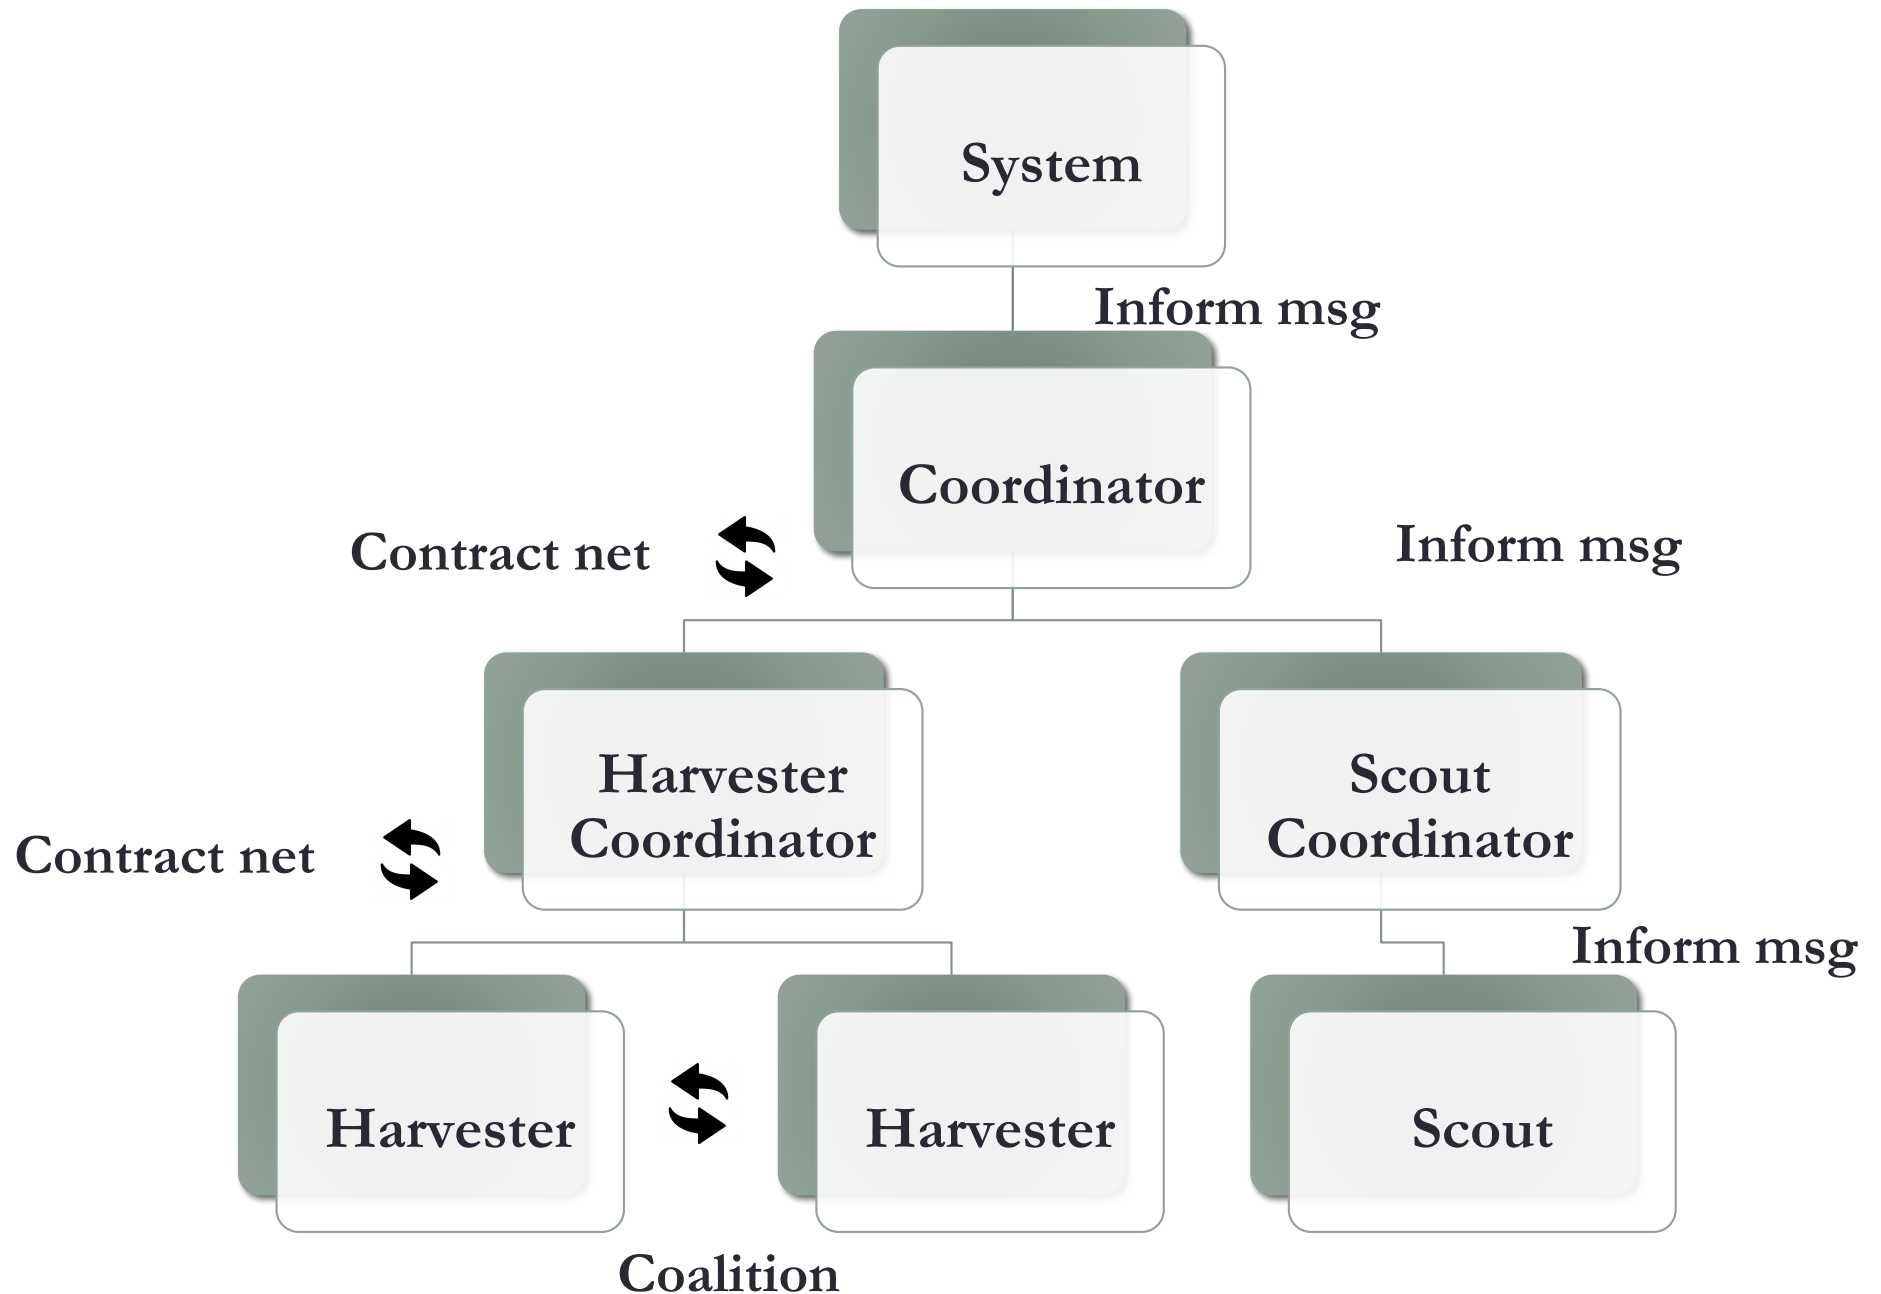 System
Inform msg
Coordinator
Contract net
Inform msg
Harvester
Coordinator
Scout
Coordinator
Contract net
Inform msg
Harvester
Harvester
Scout
Coalition